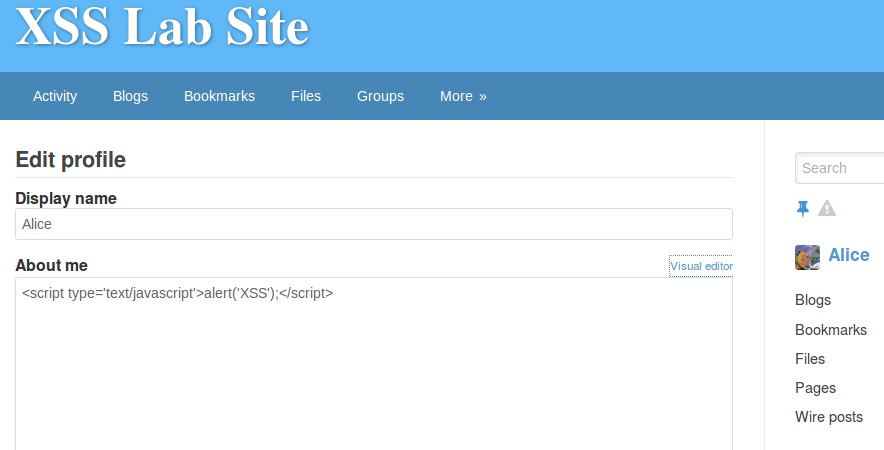 XSS Lab Site
Activity Blogs Bookmarks Files Groups More »
Edit profile
Display name
Alice
About me
Visual editor
<script type='text/javascript'>alert('XSS');</script>
Search
Alice
Blogs
Bookmarks
Files
Pages
Wire posts